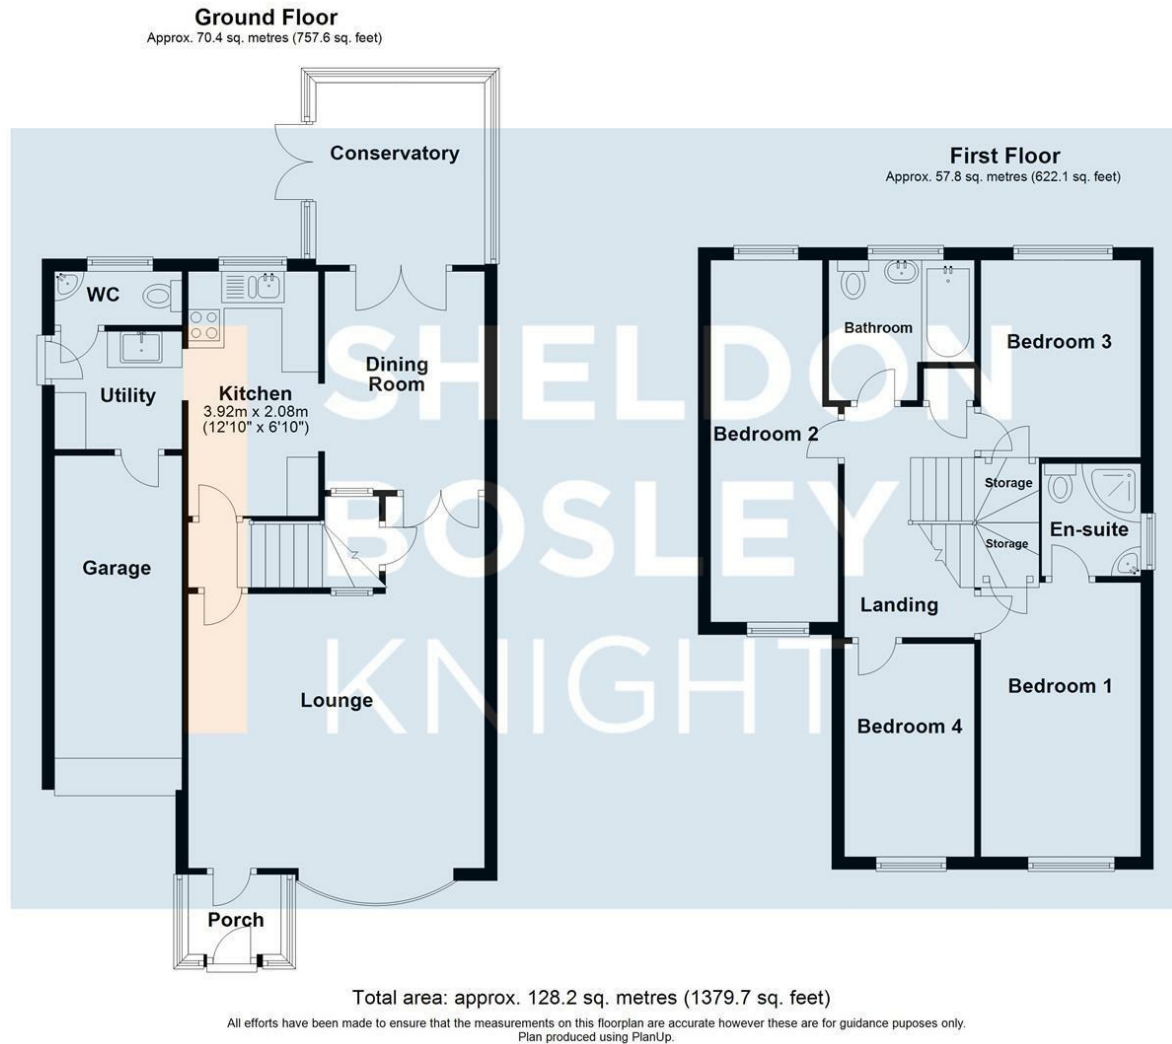 Ground Floor
Approx. 70.4 sq. metres (757.6 sq. feet)
Conservatory
WC
Utility
Kitchen
3.92m x 2.08m
(12'10" x 6'10")
Dining
Room
Garage
Lounge
Porch
First Floor
Approx. 57.8 sq. metres (622.1 sq. feet)
Bathroom
Bedroom 3
Bedroom 2
Storage
Storage
En-suite
Landing
Bedroom 1
Bedroom 4
SHELDON
BOSLEY
KNIGHT
Total area: approx. 128.2 sq. metres (1379.7 sq. feet)
All efforts have been made to ensure that the measurements on this floorplan are accurate however these are for guidance puposes only.
Plan produced using PlanUp.